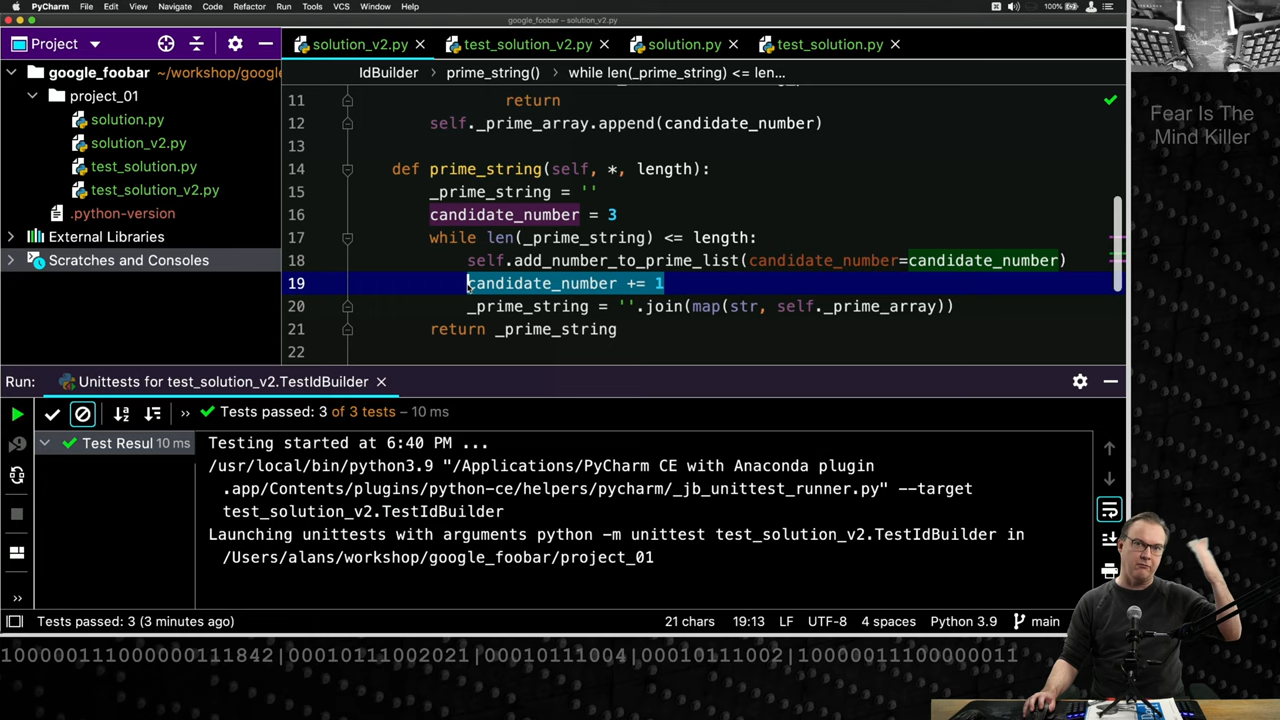 PyCharm File Edit View Navigate Code Refactor Run Tools VCS Window Help
100%
google_foobar – solution_v2.py
Project
solution_v2.py
test_solution_v2.py
solution.py
test_solution.py
google_foobar ~/workshop/google
project_01
solution.py
solution_v2.py
test_solution.py
test_solution_v2.py
.python-version
External Libraries
Scratches and Consoles
IdBuilder
prime_string()
while len(_prime_string) <= len...
11 return
12 self._prime_array.append(candidate_number)
13
14 def prime_string(self, *, length):
15 _prime_string = ''
16 candidate_number = 3
17 while len(_prime_string) <= length:
18 self.add_number_to_prime_list(candidate_number=candidate_number)
19 candidate_number += 1
20 _prime_string = ''.join(map(str, self._prime_array))
21 return _prime_string
22
Fear Is The
Mind Killer
Run: Unittests for test_solution_v2.TestIdBuilder
Tests passed: 3 of 3 tests – 10 ms
Test Resul 10 ms
Testing started at 6:40 PM ...
/usr/local/bin/python3.9 "/Applications/PyCharm CE with Anaconda plugin
.app/Contents/plugins/python-ce/helpers/pycharm/_jb_unittest_runner.py" --target
test_solution_v2.TestIdBuilder
Launching unittests with arguments python -m unittest test_solution_v2.TestIdBuilder in
/Users/alans/workshop/google_foobar/project_01
Tests passed: 3 (3 minutes ago)
21 chars 19:13 LF UTF-8 4 spaces Python 3.9 main
1000001110000001118​42|00010111002021|00010111004|00010111002|10000011100000011